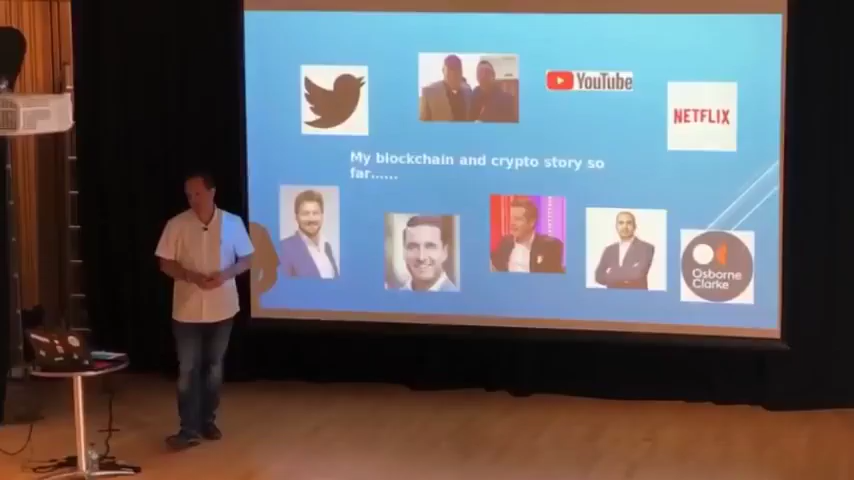 YouTube
NETFLIX
My blockchain and crypto story so
far......
Osborne
Clarke